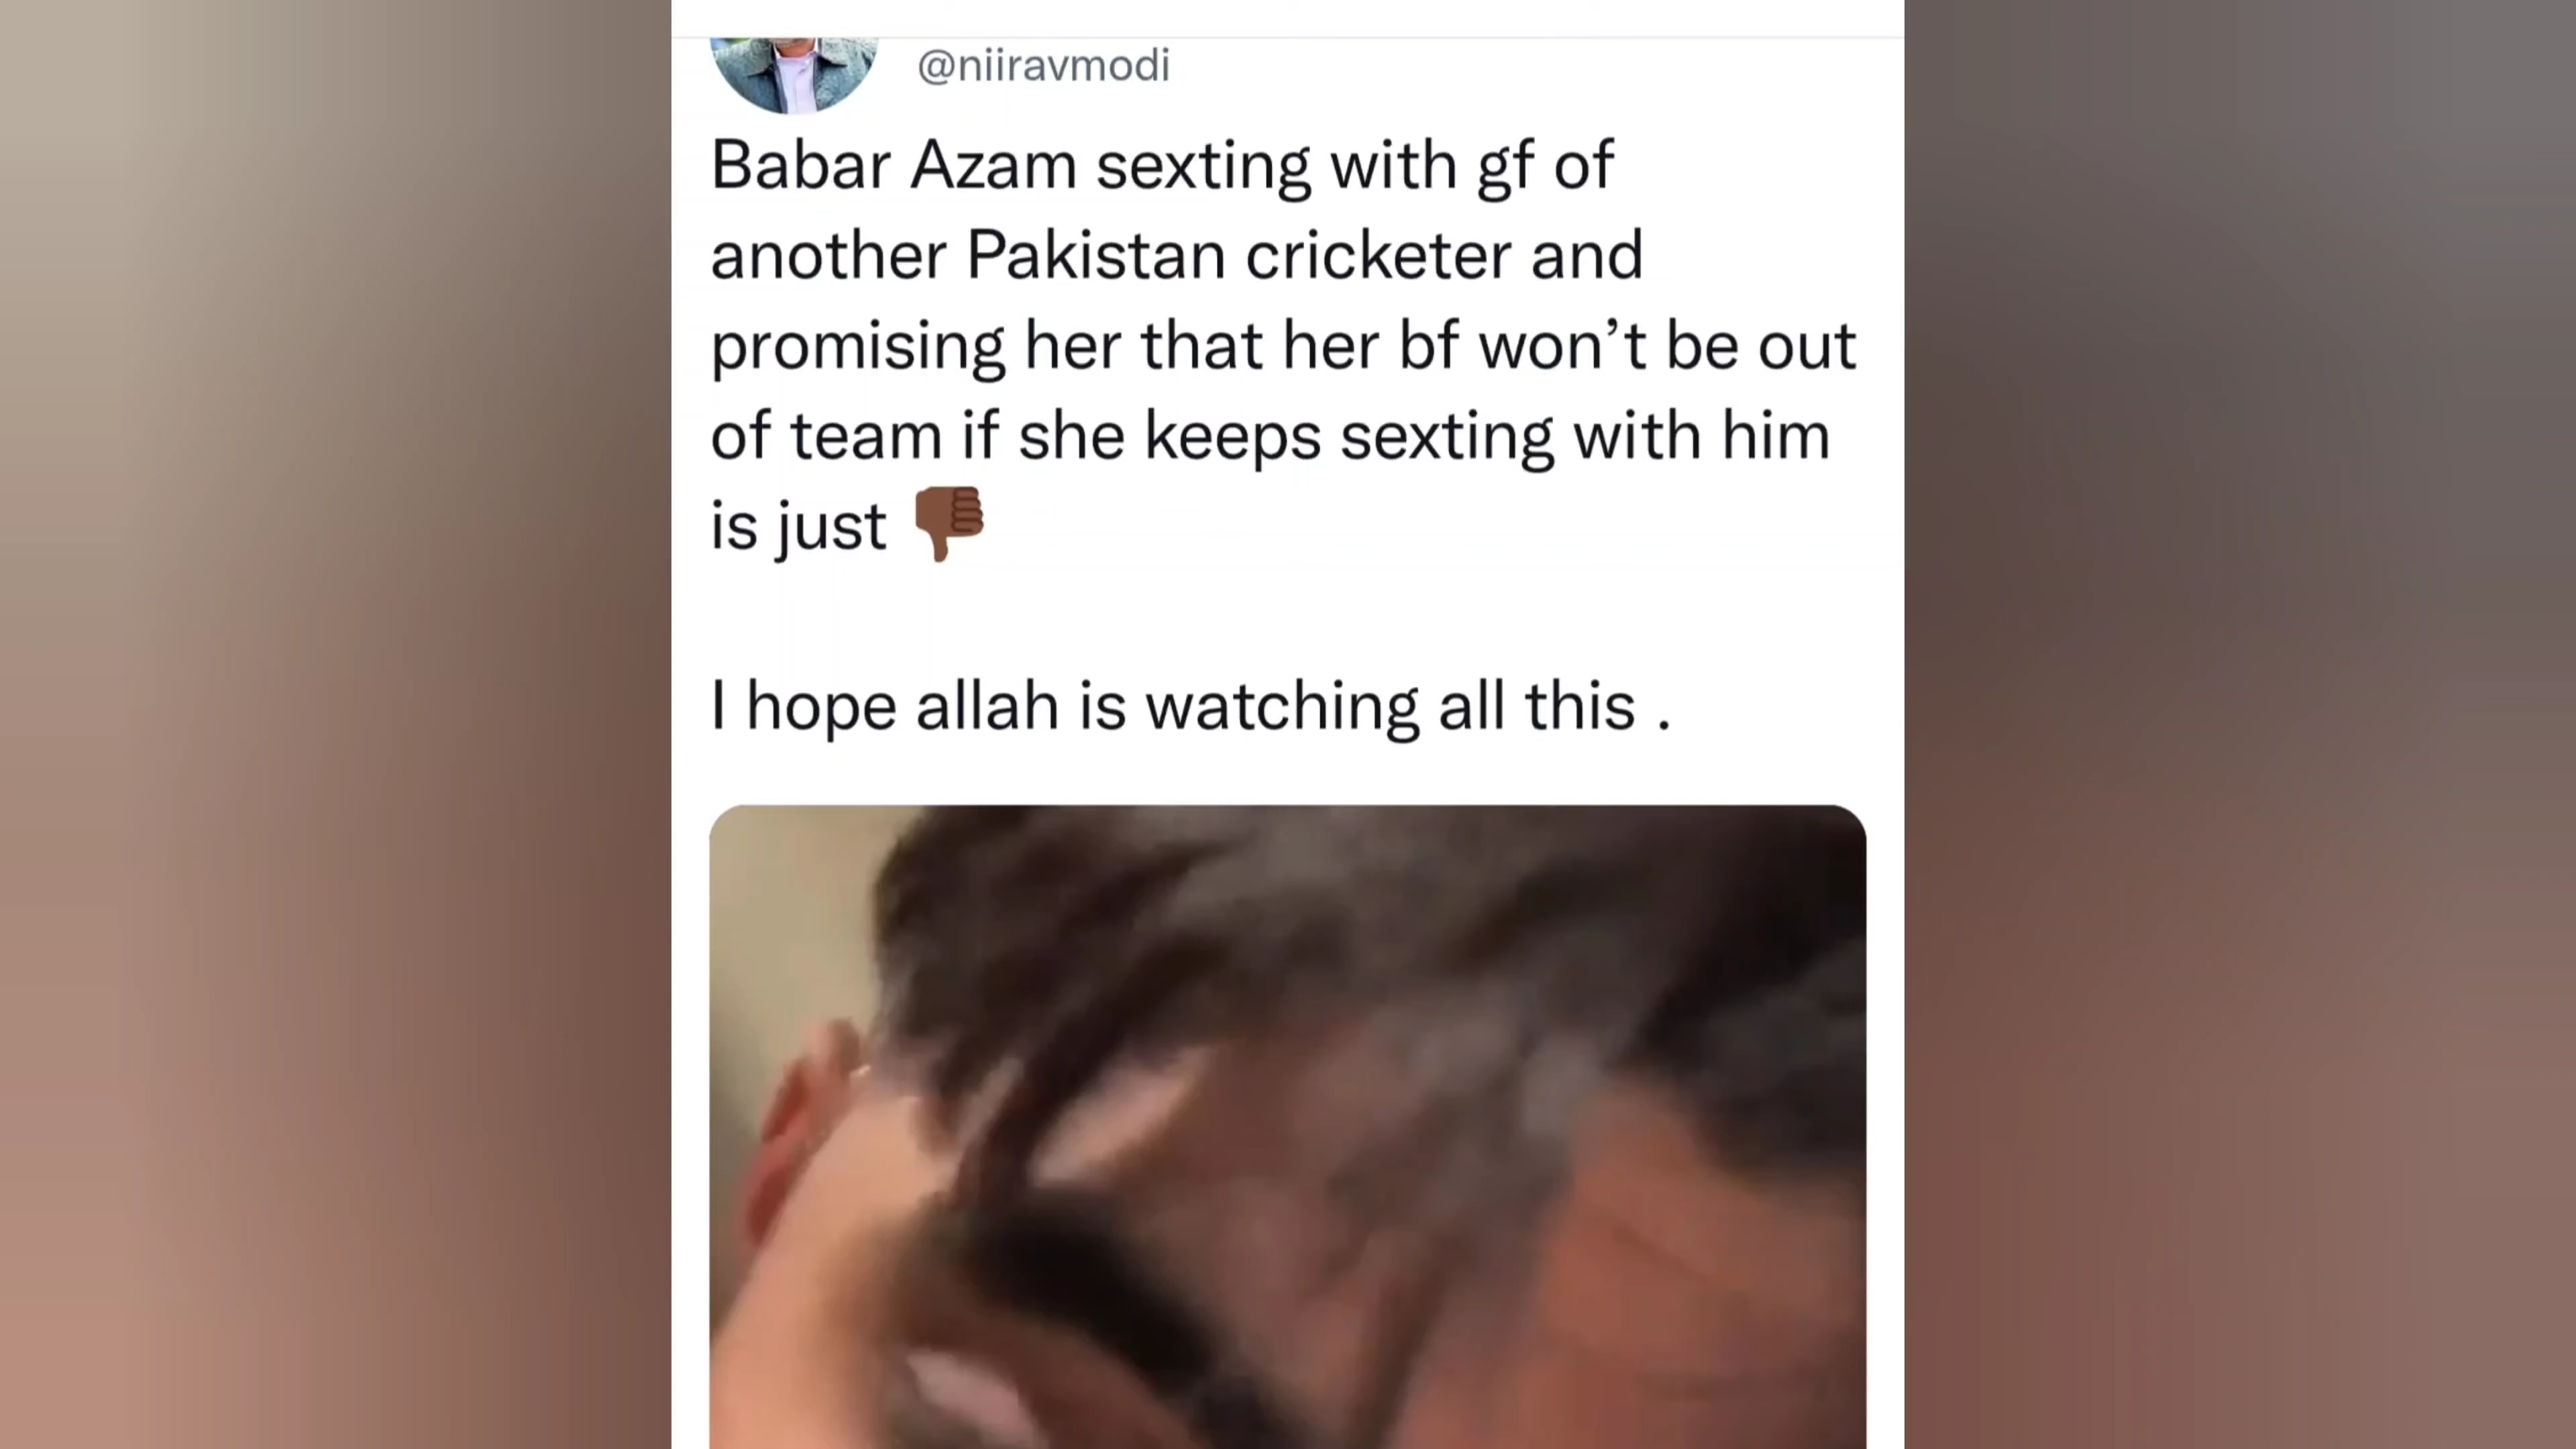 @niiravmodi
Babar Azam sexting with gf of
another Pakistan cricketer and
promising her that her bf won’t be out
of team if she keeps sexting with him
is just 👎🏾
I hope allah is watching all this .